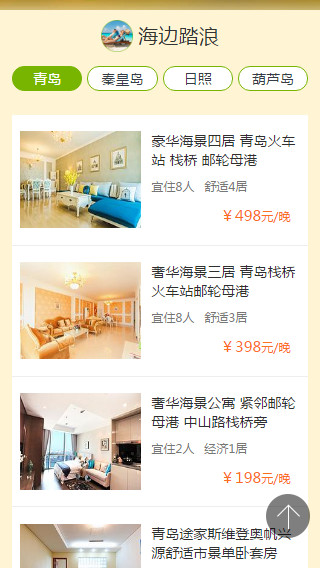 海边踏浪
青岛 秦皇岛 日照 葫芦岛
豪华海景四居 青岛火车
站 栈桥 邮轮母港
宜住8人 舒适4居
￥498元/晚
奢华海景三居 青岛栈桥
火车站邮轮母港
宜住8人 舒适3居
￥398元/晚
奢华海景公寓 紧邻邮轮
母港 中山路栈桥旁
宜住2人 经济1居
￥198元/晚
青岛途家斯维登奥帆兴
源舒适市景单卧套房